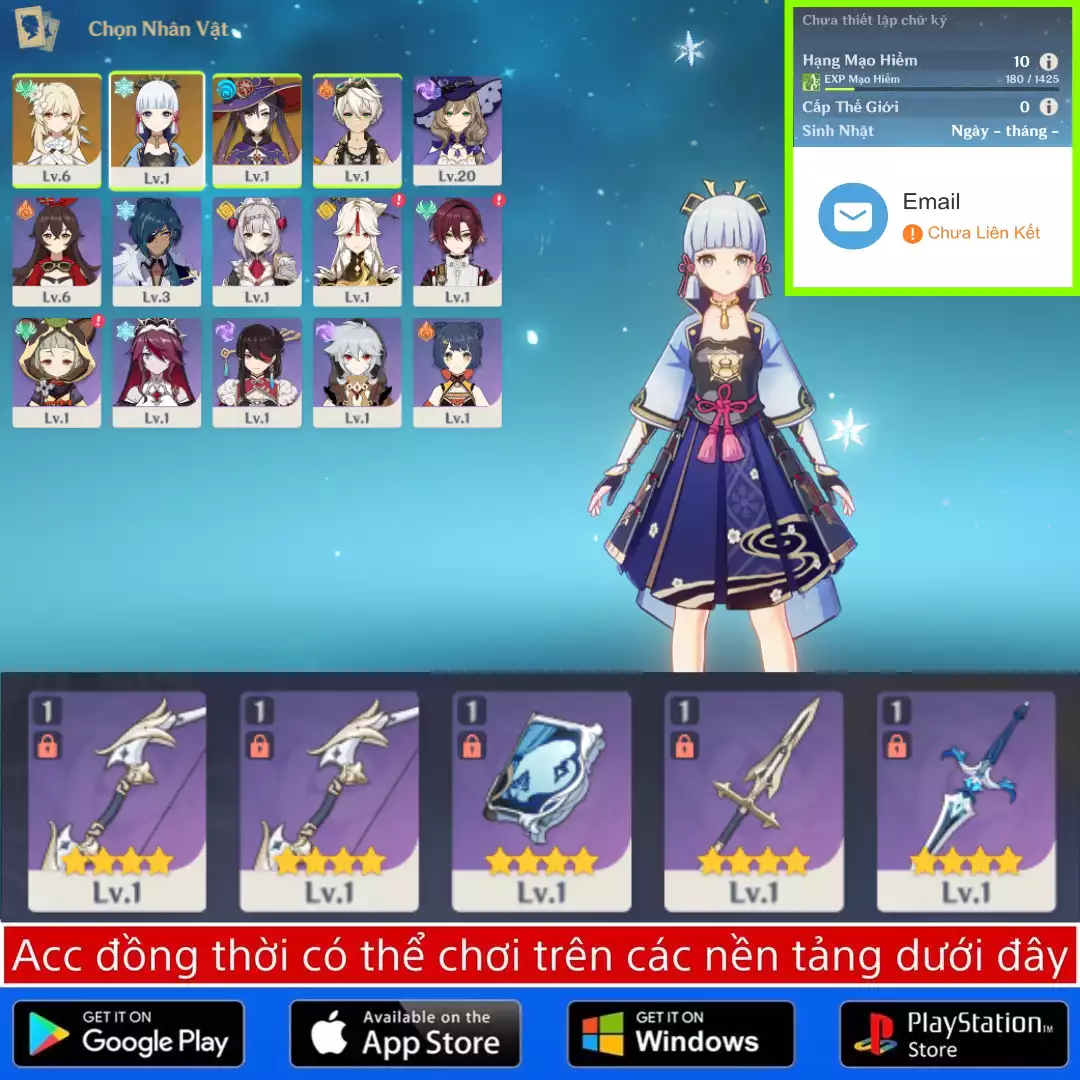 Chọn Nhân Vật
Chưa thiết lập chữ ký
Hạng Mạo Hiểm 10
EXP Mạo Hiểm 180 / 1425
Cấp Thế Giới 0
Sinh Nhật Ngày - tháng -
Email
Chưa Liên Kết
Lv.6 Lv.1 Lv.1 Lv.1 Lv.20
Lv.6 Lv.3 Lv.1 Lv.1 Lv.1
Lv.1 Lv.1 Lv.1 Lv.1 Lv.1
1 1 1 1 1
Lv.1 Lv.1 Lv.1 Lv.1 Lv.1
Acc đồng thời có thể chơi trên các nền tảng dưới đây
GET IT ON
Google Play
Available on the
App Store
GET IT ON
Windows
PlayStation™
Store